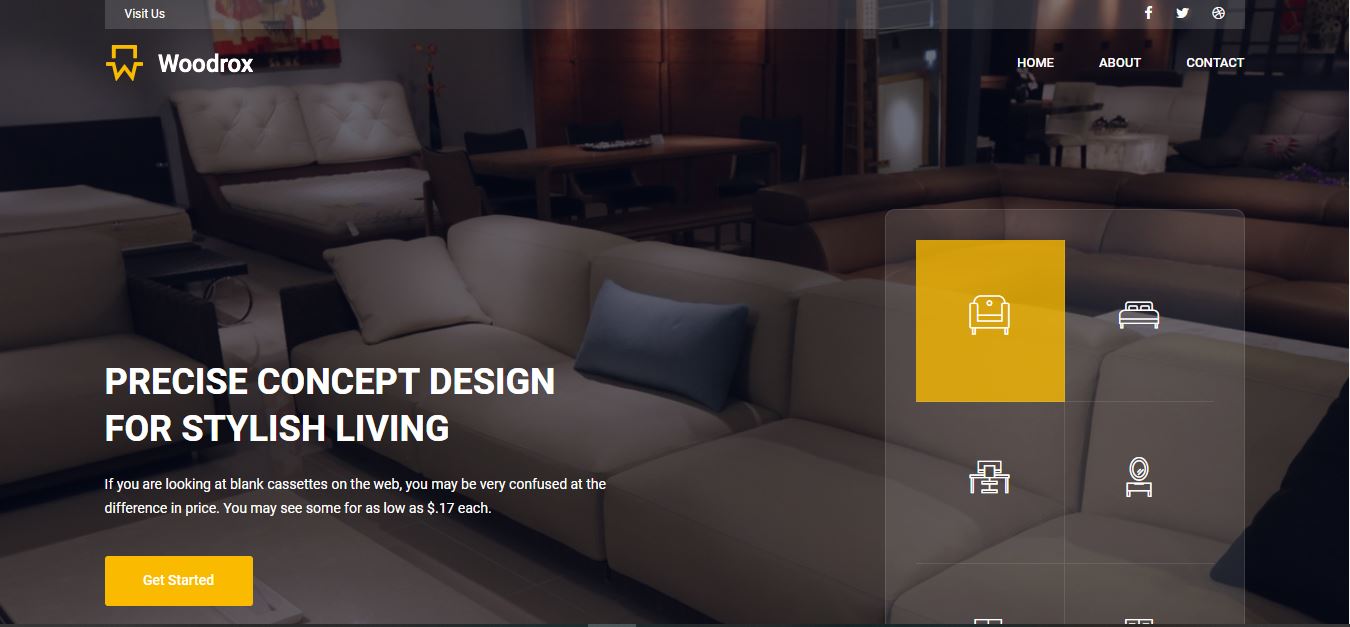 Visit Us
Woodrox
HOME ABOUT CONTACT
PRECISE CONCEPT DESIGN
FOR STYLISH LIVING
If you are looking at blank cassettes on the web, you may be very confused at the
difference in price. You may see some for as low as $.17 each.
Get Started